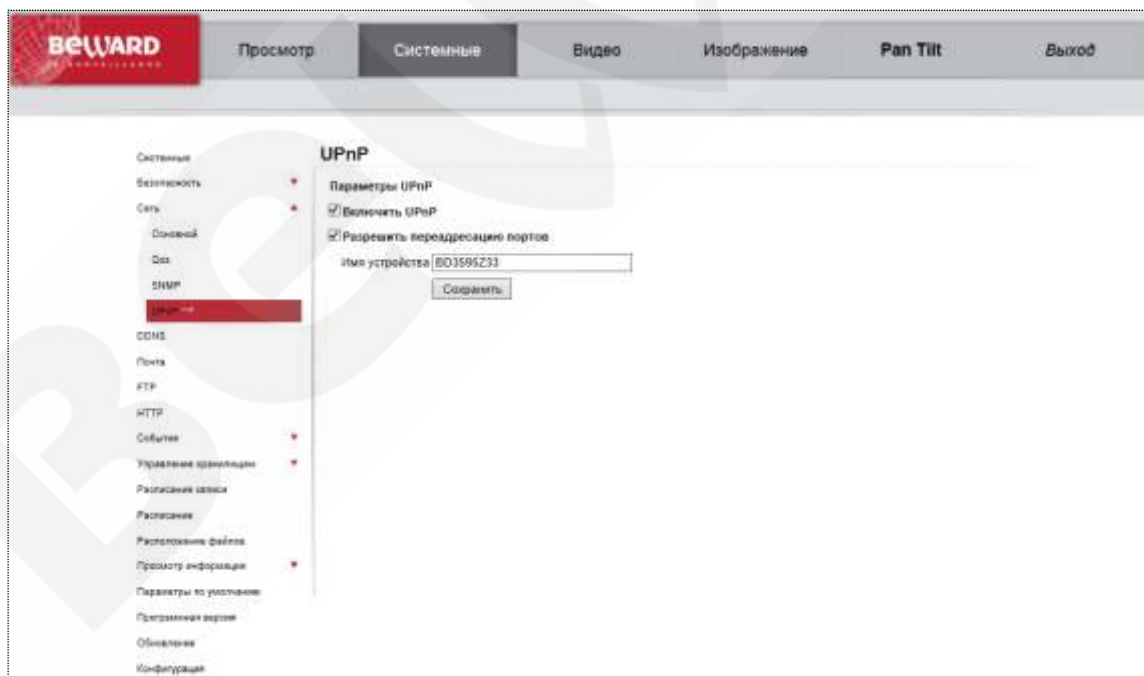 BEWARD
Просмотр
Системные
Видео
Изображение
Pan Tilt
Выход
Системные
Безопасность
Сеть
Основной
Qos
SNMP
UPnP
DDNS
Почта
FTP
HTTP
События
Управление хранилищем
Расписание записи
Расписание
Расположение файлов
Просмотр информации
Параметры по умолчанию
Программная версия
Обновление
Конфигурация
UPnP
Параметры UPnP
Включить UPnP
Разрешить переадресацию портов
Имя устройства BD3595Z33
Сохранить